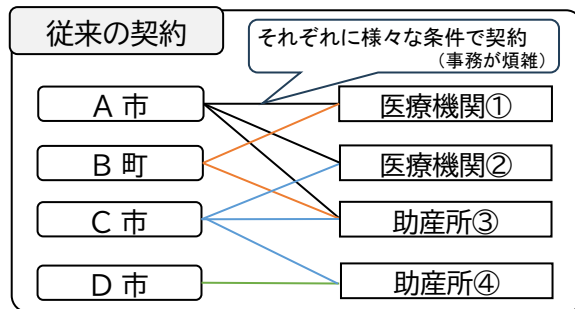 従来の契約
それぞれに様々な条件で契約
（事務が煩雑）
A 市
医療機関①
B 町
医療機関②
C 市
助産所③
D 市
助産所④